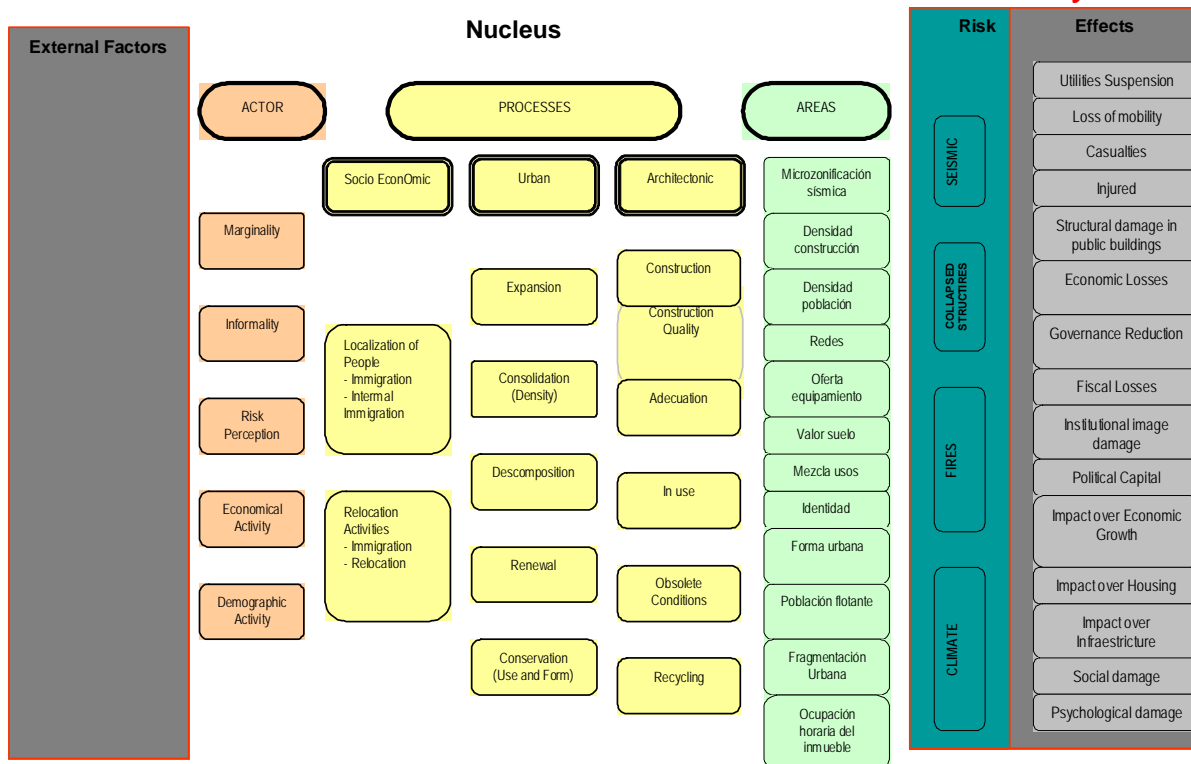 Nucleus
External Factors
Risk
Effects
ACTOR
PROCESSES
AREAS
Socio EconOmic
Urban
Architectonic
Marginality
Informality
Risk
Perception
Economical
Activity
Demographic
Activity
Localization of
People
- Immigration
- Intermal
Immigration
Relocation
Activities
- Immigration
- Relocation
Expansion
Consolidation
(Density)
Descomposition
Renewal
Conservation
(Use and Form)
Construction
Construction
Quality
Adecuation
In use
Obsolete
Conditions
Recycling
Microzonificación
sísmica
Densidad
construcción
Densidad
población
Redes
Oferta
equipamiento
Valor suelo
Mezcla usos
Identidad
Forma urbana
Población flotante
Fragmentación
Urbana
Ocupación
horaria del
inmueble
SEISMIC
COLLAPSED
STRUCTIRES
FIRES
CLIMATE
Utilities Suspension
Loss of mobility
Casualties
Injured
Structural damage in
public buildings
Economic Losses
Governance Reduction
Fiscal Losses
Institutional image
damage
Political Capital
Impact over Economic
Growth
Impact over Housing
Impact over
Infraestricture
Social damage
Psychological damage